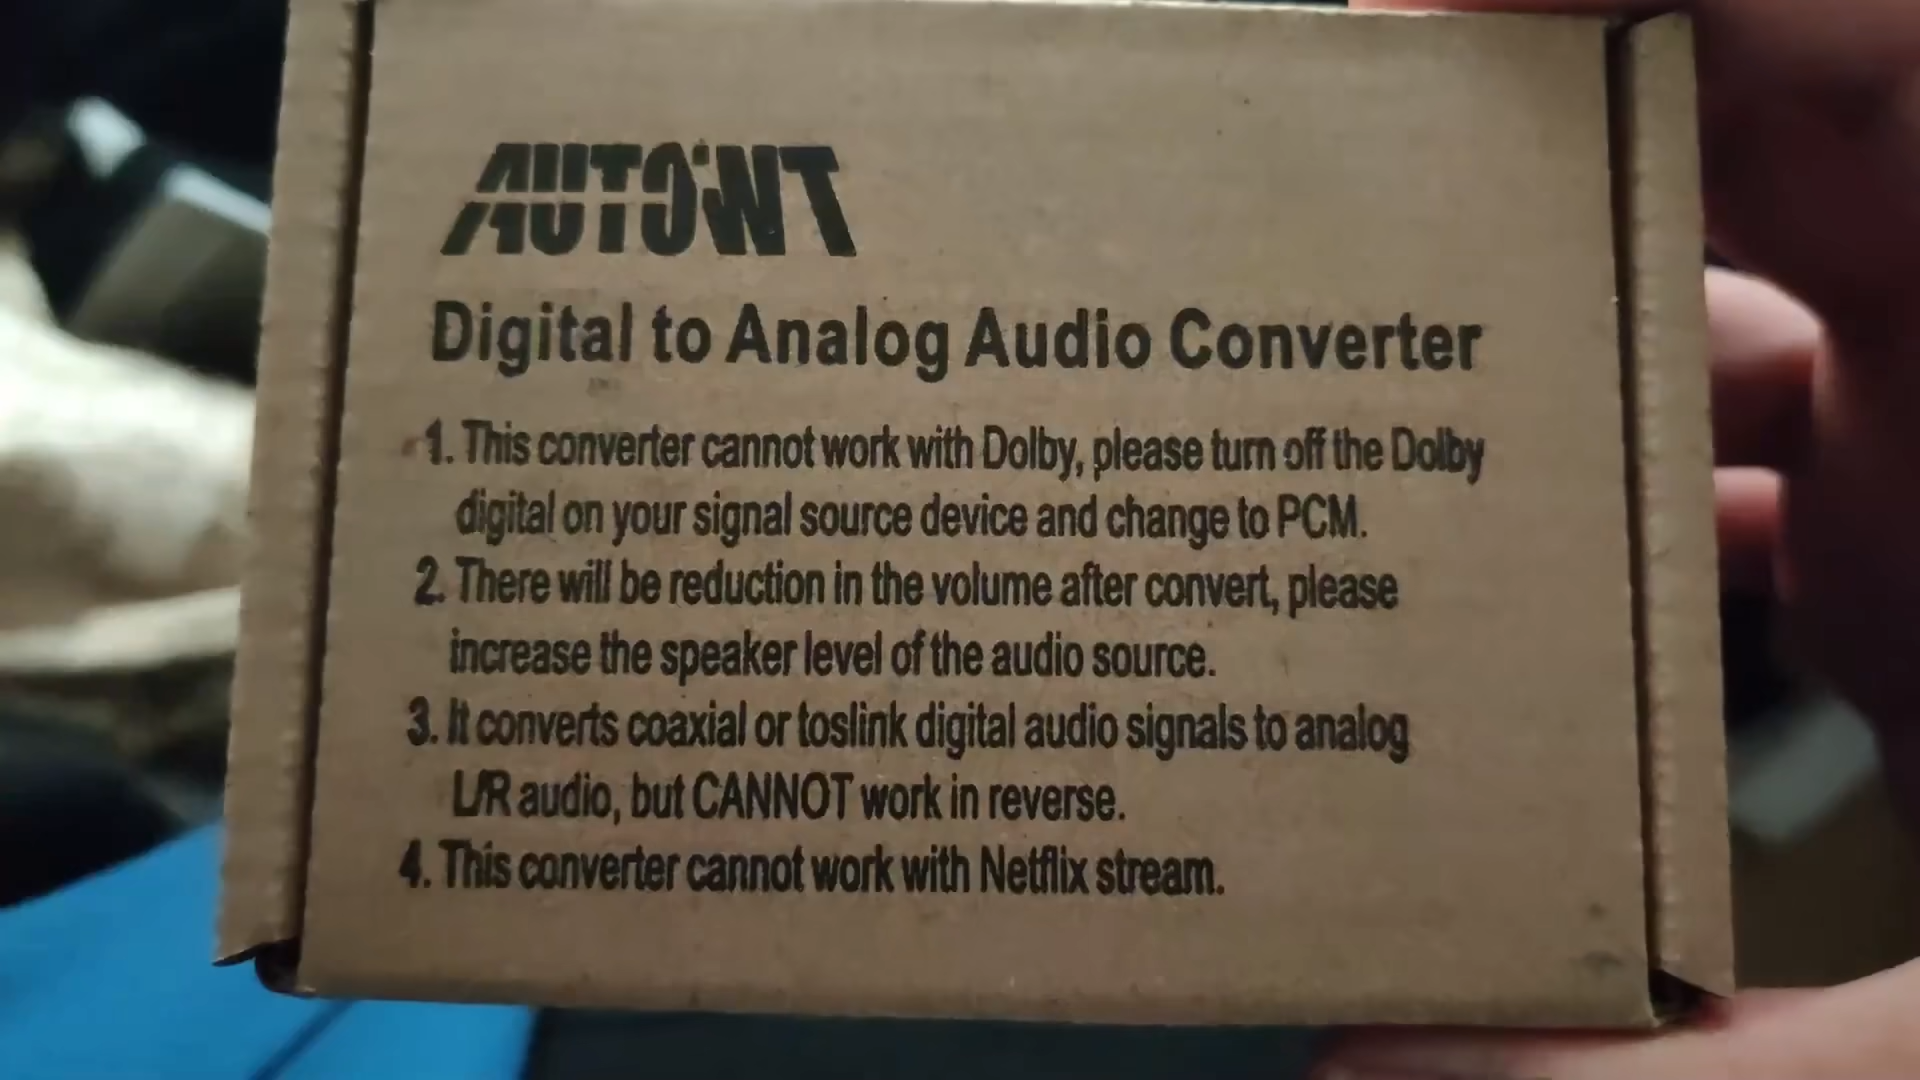 AUTOWT
Digital to Analog Audio Converter
1. This converter cannot work with Dolby, please turn off the Dolby
digital on your signal source device and change to PCM.
2. There will be reduction in the volume after convert, please
increase the speaker level of the audio source.
3. It converts coaxial or toslink digital audio signals to analog
L/R audio, but CANNOT work in reverse.
4. This converter cannot work with Netflix stream.